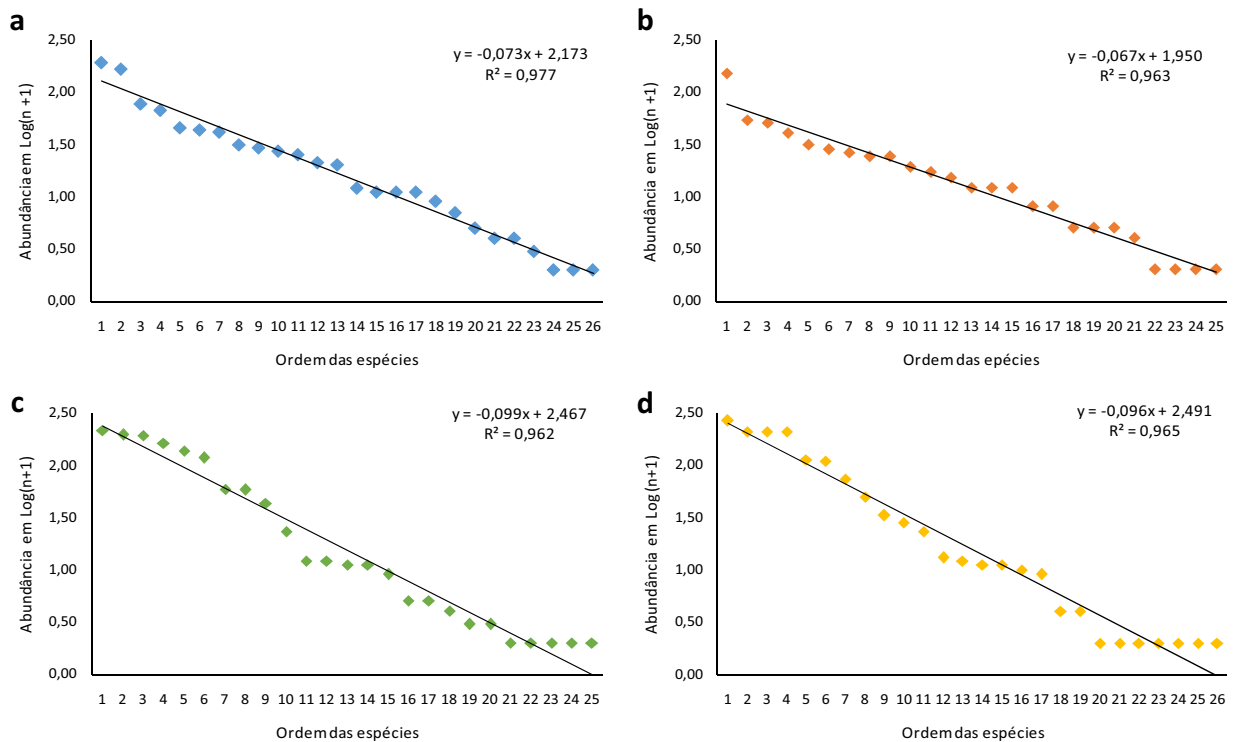 a
y = -0,073x + 2,173
R² = 0,977
Abundância em Log(n +1)
2,50
2,00
1,50
1,00
0,50
0,00
1 2 3 4 5 6 7 8 9 10 11 12 13 14 15 16 17 18 19 20 21 22 23 24 25 26
Ordem das espécies
b
y = -0,067x + 1,950
R² = 0,963
Abundância em Log(n +1)
2,50
2,00
1,50
1,00
0,50
0,00
1 2 3 4 5 6 7 8 9 10 11 12 13 14 15 16 17 18 19 20 21 22 23 24 25
Ordem das epécies
c
y = -0,099x + 2,467
R² = 0,962
Abundância em Log(n+1)
2,50
2,00
1,50
1,00
0,50
0,00
1 2 3 4 5 6 7 8 9 10 11 12 13 14 15 16 17 18 19 20 21 22 23 24 25
Ordem das espécies
d
y = -0,096x + 2,491
R² = 0,965
Abundância em Log (n+1)
2,50
2,00
1,50
1,00
0,50
0,00
1 2 3 4 5 6 7 8 9 10 11 12 13 14 15 16 17 18 19 20 21 22 23 24 25 26
Ordem das espécies